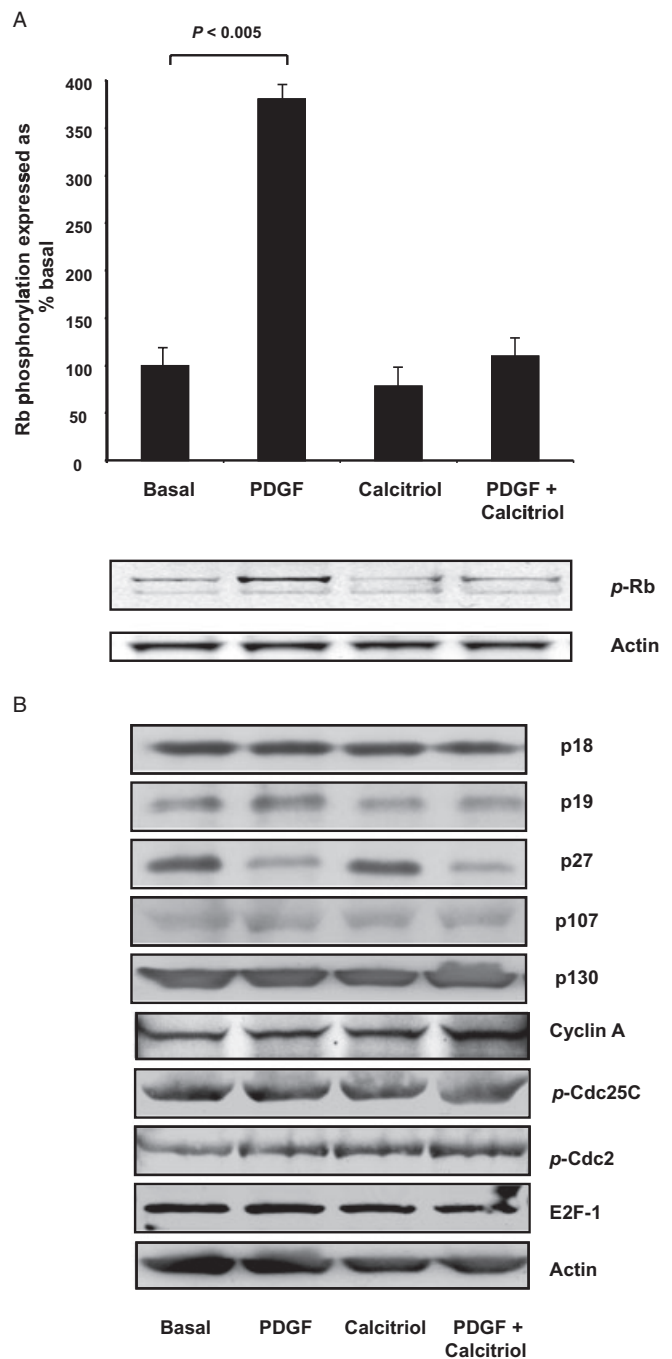 A
P < 0.005
Rb phosphorylation expressed as
% basal
400
350
300
250
200
150
100
50
0
Basal PDGF Calcitriol PDGF +
Calcitriol
p-Rb
Actin
B
p18
p19
p27
p107
p130
Cyclin A
p-Cdc25C
p-Cdc2
E2F-1
Actin
Basal PDGF Calcitriol PDGF +
Calcitriol